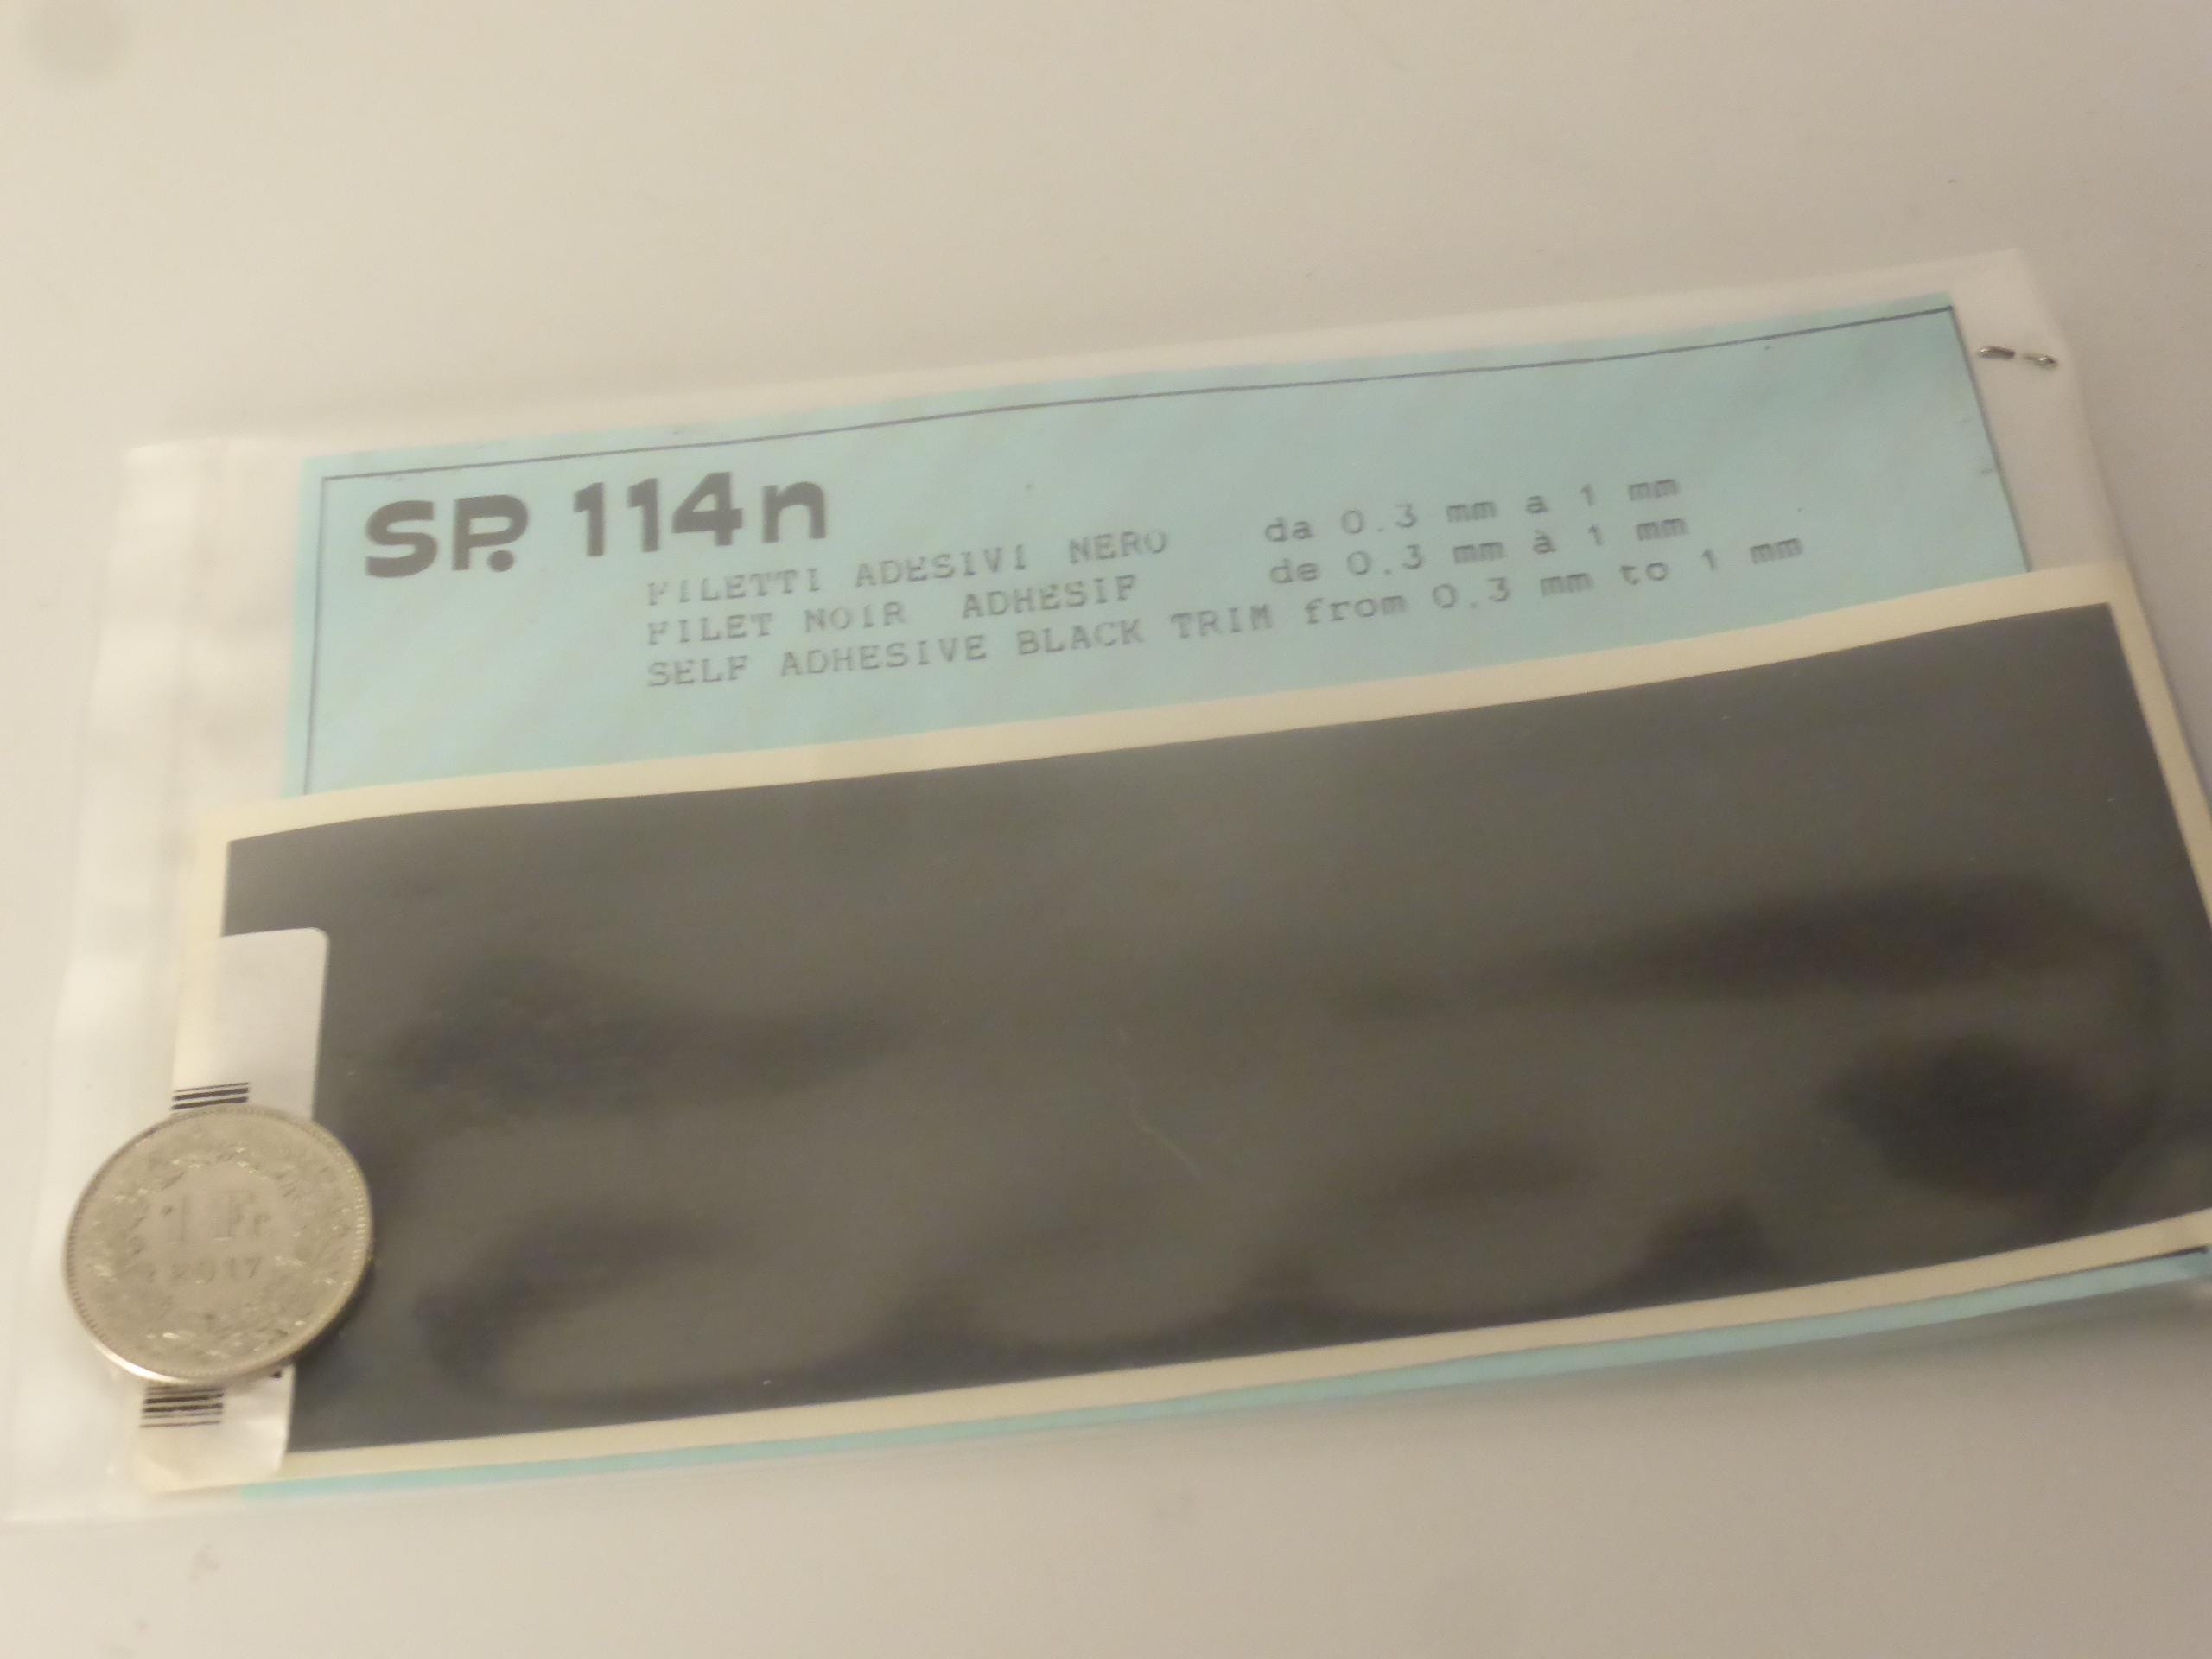 SP. 114n
FILETTI ADESIVI NERO da 0.3 mm a 1 mm
FILET NOIR ADHESIF de 0.3 mm à 1 mm
SELF ADHESIVE BLACK TRIM from 0.3 mm to 1 mm
1 Fr
2017